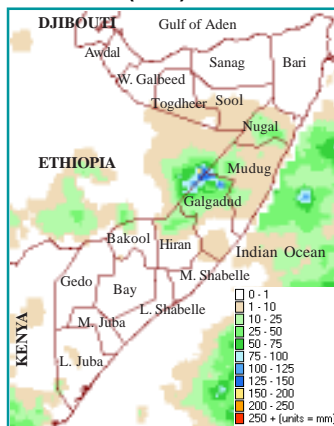 DJIBOUTI
Gulf of Aden
Awdal
Sanag
Bari
W. Galbeed
Togdheer
Sool
Nugal
ETHIOPIA
Mudug
Galgadud
Bakool
Hiran
Indian Ocean
Gedo
Bay
M. Shabelle
L. Shabelle
M. Juba
KENYA
L. Juba
0 - 1
1 - 10
10 - 25
25 - 50
50 - 75
75 - 100
100 - 125
125 - 150
150 - 200
200 - 250
250 + (units = mm)